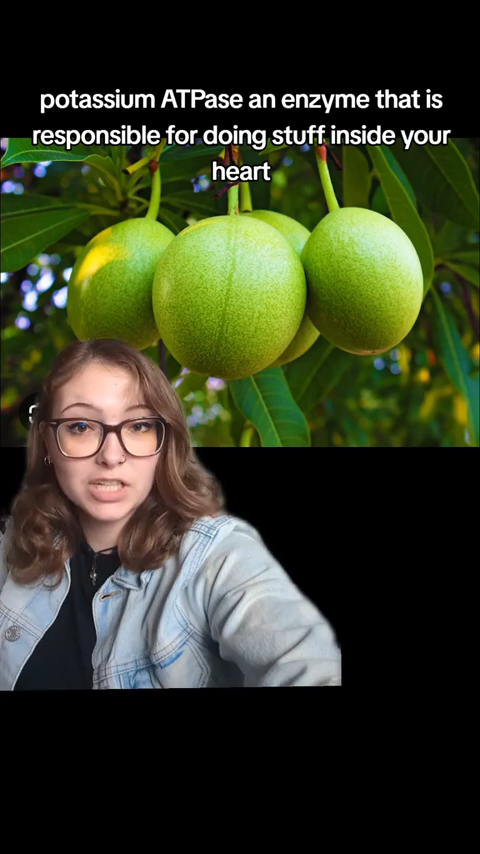 potassium ATPase an enzyme that is
responsible for doing stuff inside your
heart